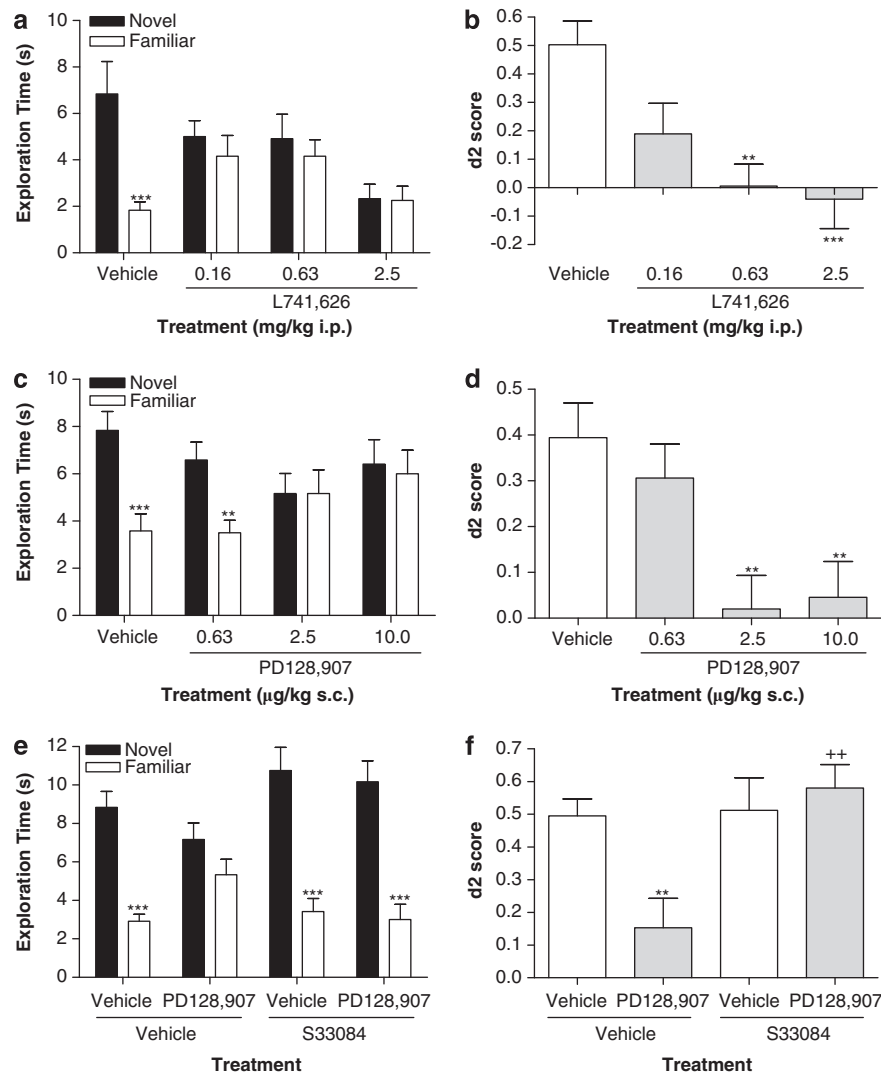 a
Novel
Familiar
Exploration Time (s)
10
8
6
4
2
0
***
Vehicle 0.16 0.63 2.5
L741,626
Treatment (mg/kg i.p.)
b
d2 score
0.6
0.5
0.4
0.3
0.2
0.1
0.0
-0.1
-0.2
**
***
Vehicle 0.16 0.63 2.5
L741,626
Treatment (mg/kg i.p.)
c
Novel
Familiar
Exploration Time (s)
10
8
6
4
2
0
*** **
Vehicle 0.63 2.5 10.0
PD128,907
Treatment (μg/kg s.c.)
d
d2 score
0.5
0.4
0.3
0.2
0.1
0.0
** **
Vehicle 0.63 2.5 10.0
PD128,907
Treatment (μg/kg s.c.)
e
Novel
Familiar
Exploration Time (s)
12
10
8
6
4
2
0
*** *** ***
Vehicle PD128,907 Vehicle PD128,907
Vehicle S33084
Treatment
f
d2 score
0.7
0.6
0.5
0.4
0.3
0.2
0.1
0.0
** ++
Vehicle PD128,907 Vehicle PD128,907
Vehicle S33084
Treatment